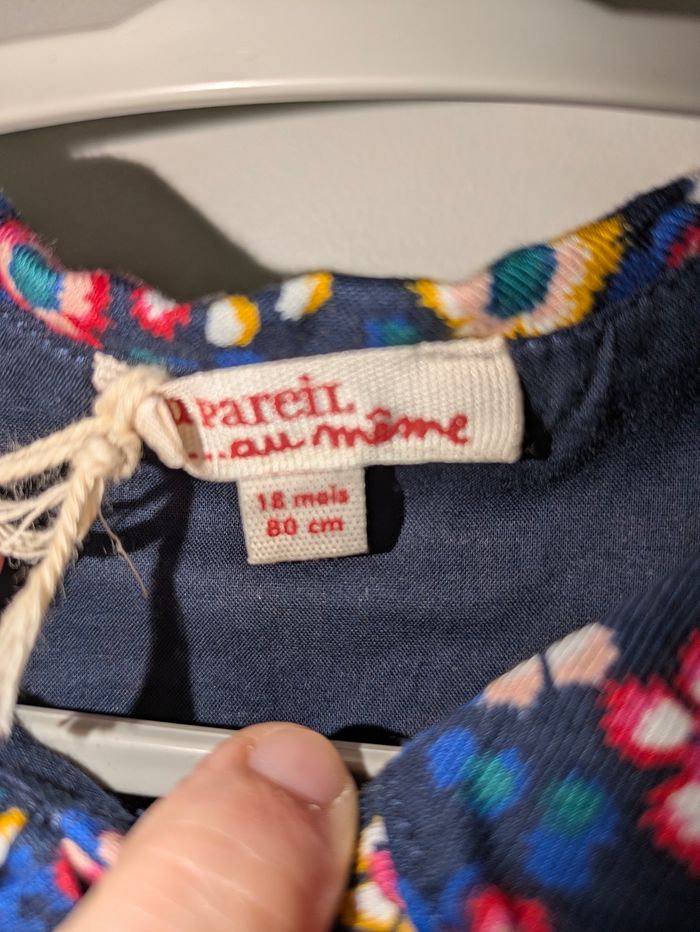 PareiL
...au même
18 mois
80 cm